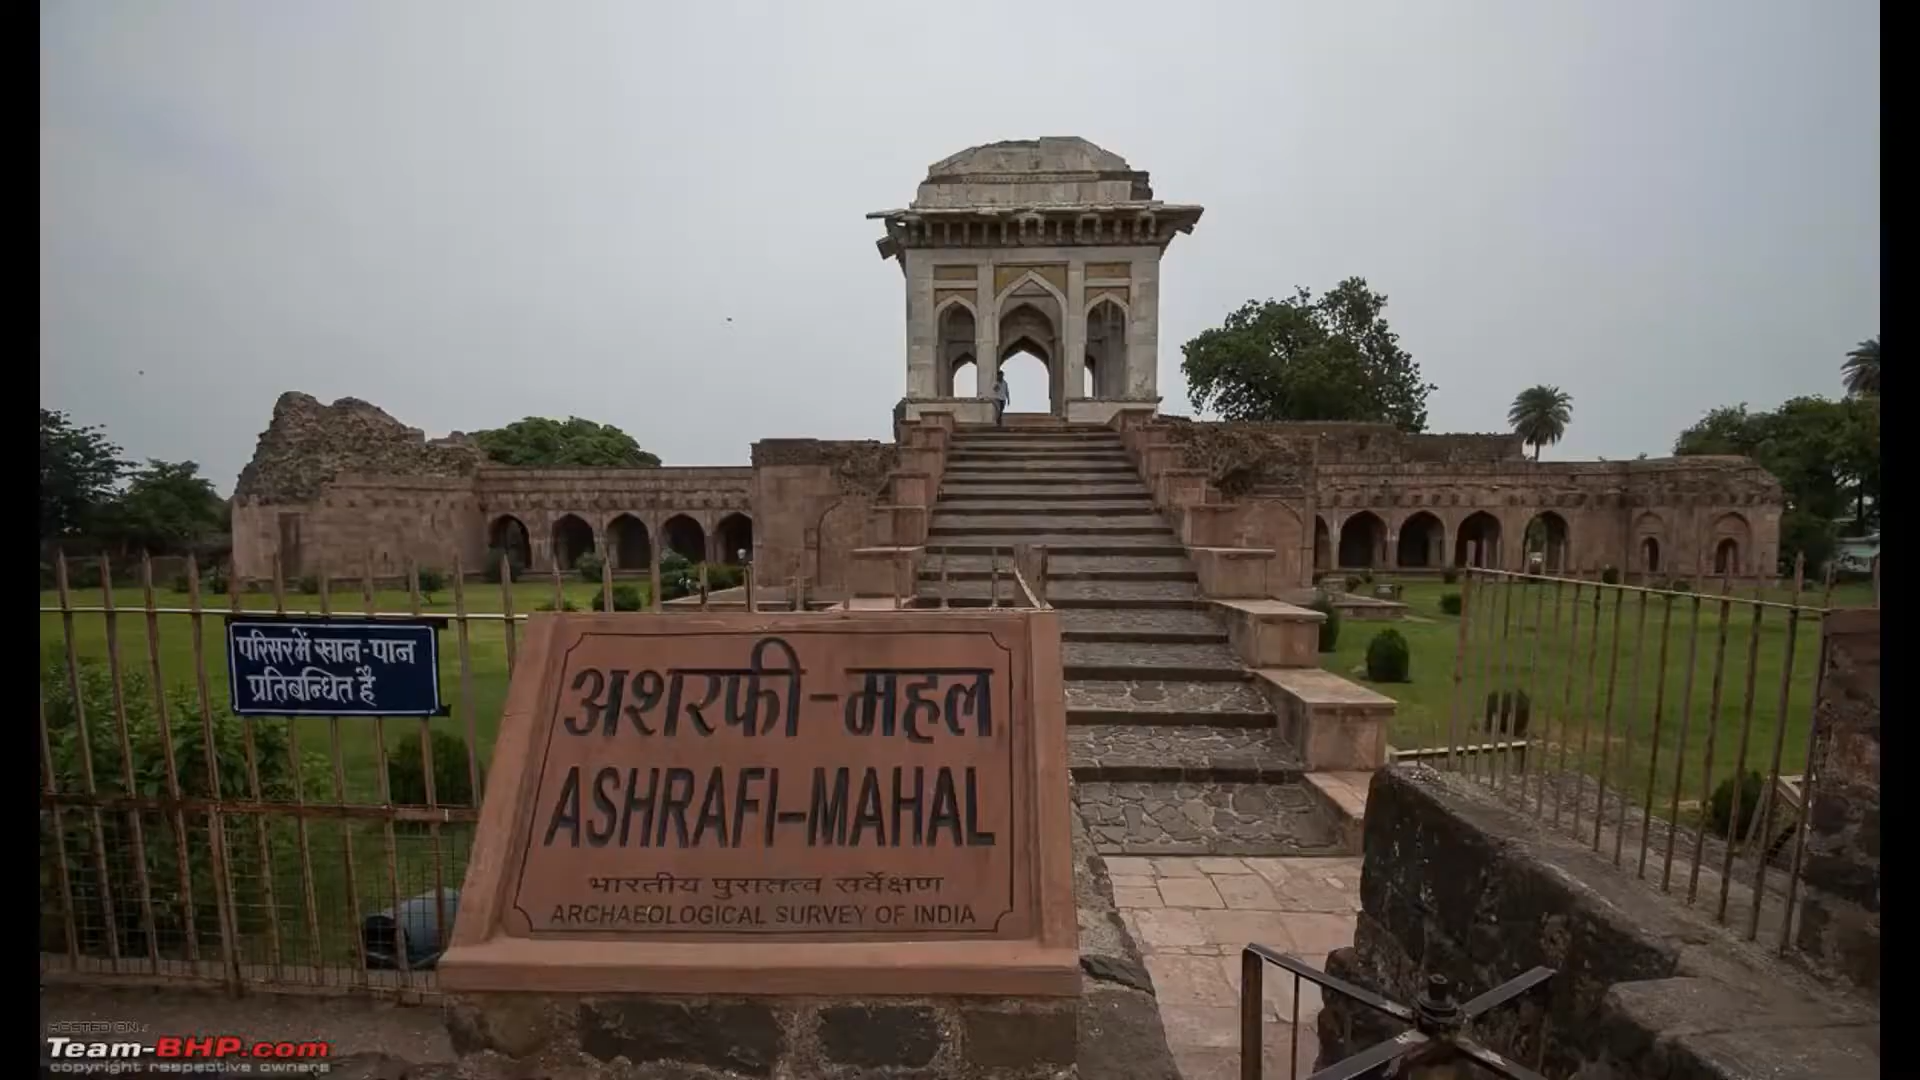 परिसर में खान-पान
प्रतिबन्धित है
अशरफी-महल
ASHRAFI-MAHAL
भारतीय पुरातत्व सर्वेक्षण
ARCHAEOLOGICAL SURVEY OF INDIA
HOSTED ON :
Team-BHP.com
copyright respective owners